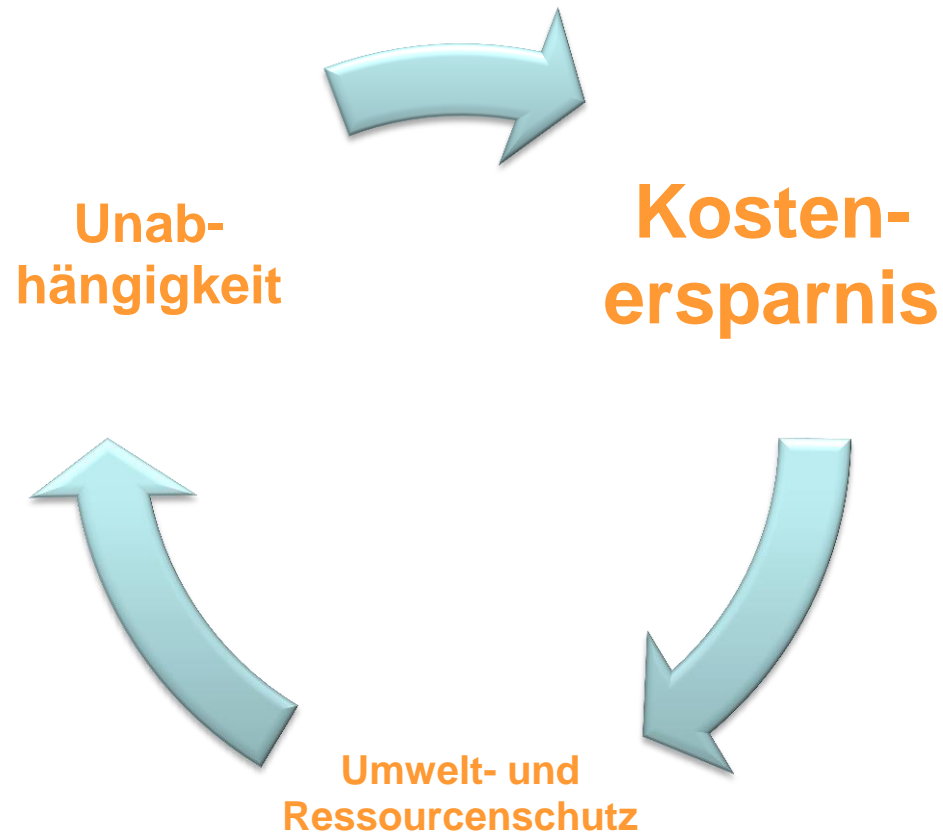 Unab-
hängigkeit
Kosten-
ersparnis
Umwelt- und
Ressourcenschutz